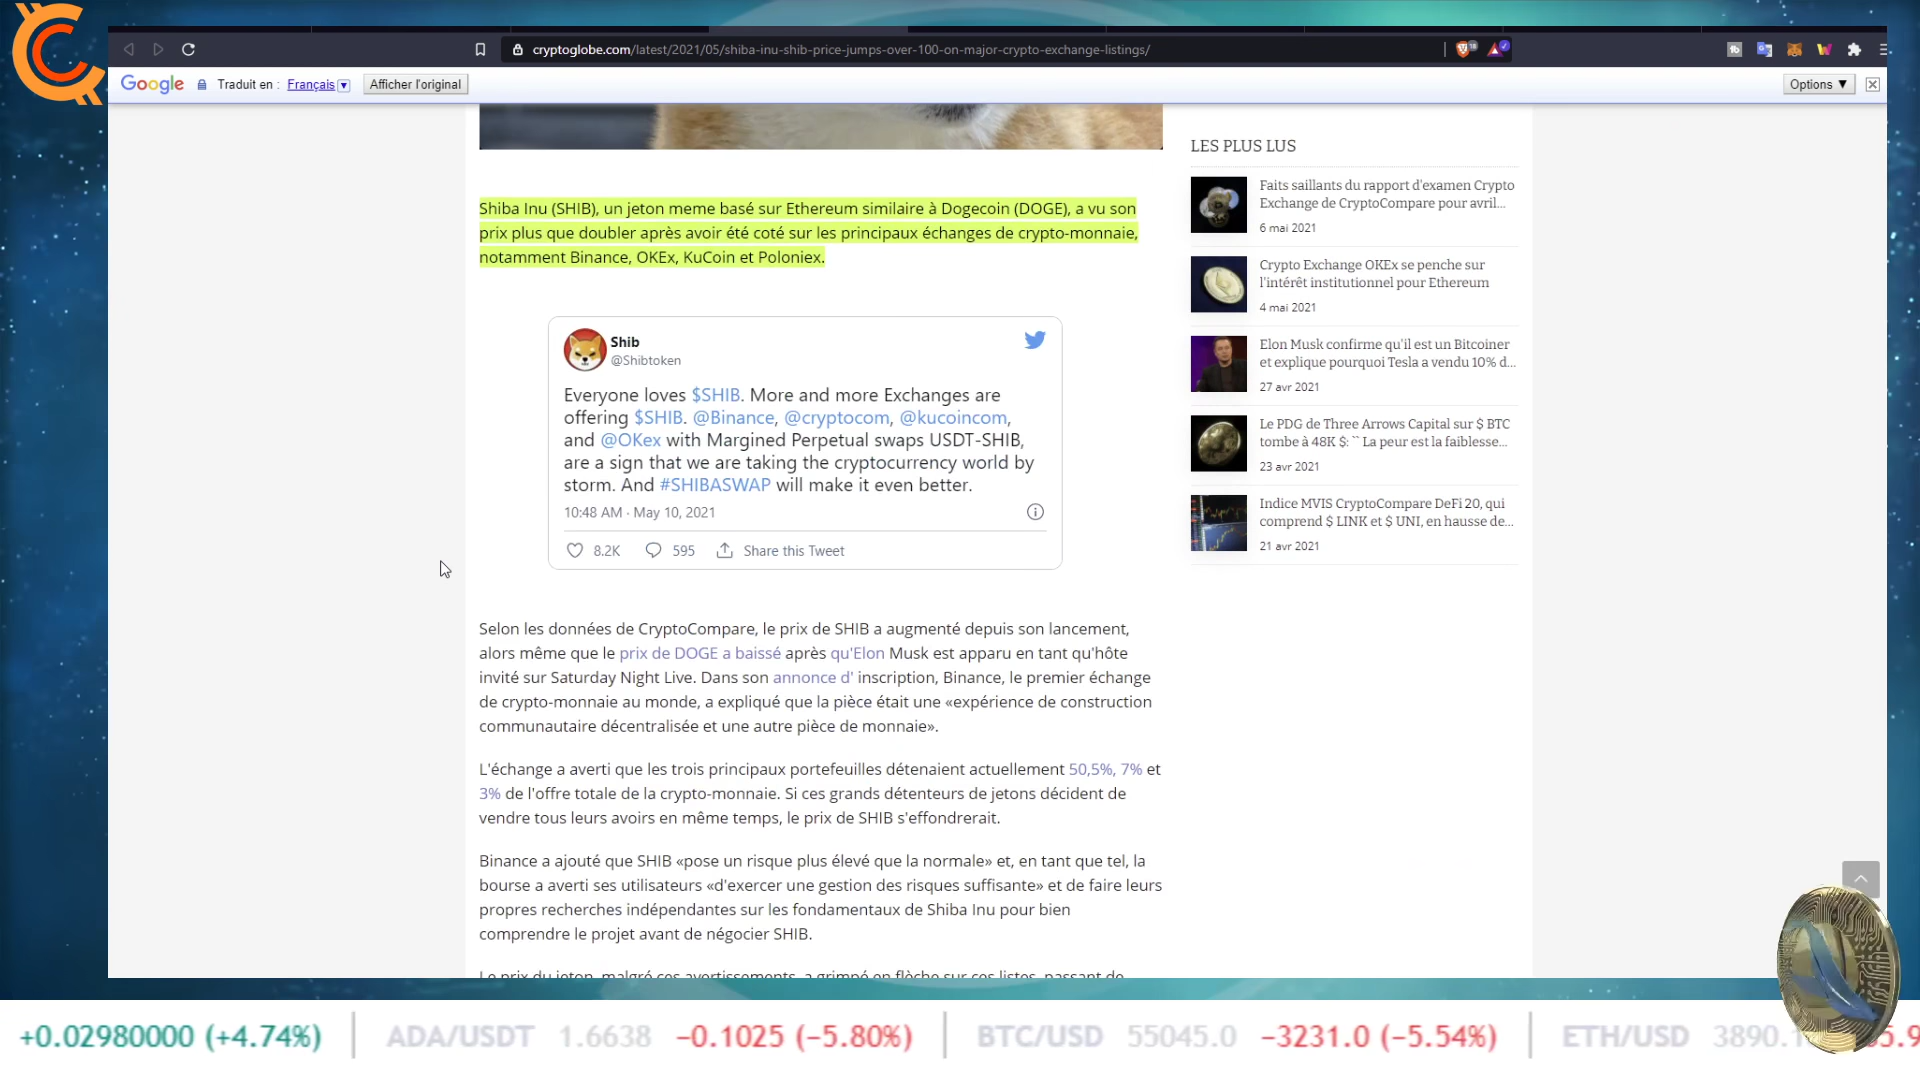 cryptoglobe.com/latest/2021/05/shiba-inu-shib-price-jumps-over-100-on-major-crypto-exchange-listings/
Google Traduit en : Français Afficher l'original Options
Shiba Inu (SHIB), un jeton meme basé sur Ethereum similaire à Dogecoin (DOGE), a vu son
prix plus que doubler après avoir été coté sur les principaux échanges de crypto-monnaie,
notamment Binance, OKEx, KuCoin et Poloniex.
Shib
@Shibtoken
Everyone loves $SHIB. More and more Exchanges are
offering $SHIB. @Binance, @cryptocom, @kucoincom,
and @OKex with Margined Perpetual swaps USDT-SHIB,
are a sign that we are taking the cryptocurrency world by
storm. And #SHIBASWAP will make it even better.
10:48 AM · May 10, 2021
8.2K 595 Share this Tweet
Selon les données de CryptoCompare, le prix de SHIB a augmenté depuis son lancement,
alors même que le prix de DOGE a baissé après qu'Elon Musk est apparu en tant qu'hôte
invité sur Saturday Night Live. Dans son annonce d' inscription, Binance, le premier échange
de crypto-monnaie au monde, a expliqué que la pièce était une «expérience de construction
communautaire décentralisée et une autre pièce de monnaie».
L'échange a averti que les trois principaux portefeuilles détenaient actuellement 50,5%, 7% et
3% de l'offre totale de la crypto-monnaie. Si ces grands détenteurs de jetons décident de
vendre tous leurs avoirs en même temps, le prix de SHIB s'effondrerait.
Binance a ajouté que SHIB «pose un risque plus élevé que la normale» et, en tant que tel, la
bourse a averti ses utilisateurs «d'exercer une gestion des risques suffisante» et de faire leurs
propres recherches indépendantes sur les fondamentaux de Shiba Inu pour bien
comprendre le projet avant de négocier SHIB.
Le prix du jeton, malgré ces avertissements, a grimpé en flèche sur ces listes, passant de
LES PLUS LUS
Faits saillants du rapport d'examen Crypto
Exchange de CryptoCompare pour avril...
6 mai 2021
Crypto Exchange OKEx se penche sur
l'intérêt institutionnel pour Ethereum
4 mai 2021
Elon Musk confirme qu'il est un Bitcoiner
et explique pourquoi Tesla a vendu 10% d...
27 avr 2021
Le PDG de Three Arrows Capital sur $ BTC
tombe à 48K $: `` La peur est la faiblesse...
23 avr 2021
Indice MVIS CryptoCompare DeFi 20, qui
comprend $ LINK et $ UNI, en hausse de...
21 avr 2021
+0.02980000 (+4.74%) ADA/USDT 1.6638 −0.1025 (−5.80%) BTC/USD 55045.0 −3231.0 (−5.54%) ETH/USD 3890.